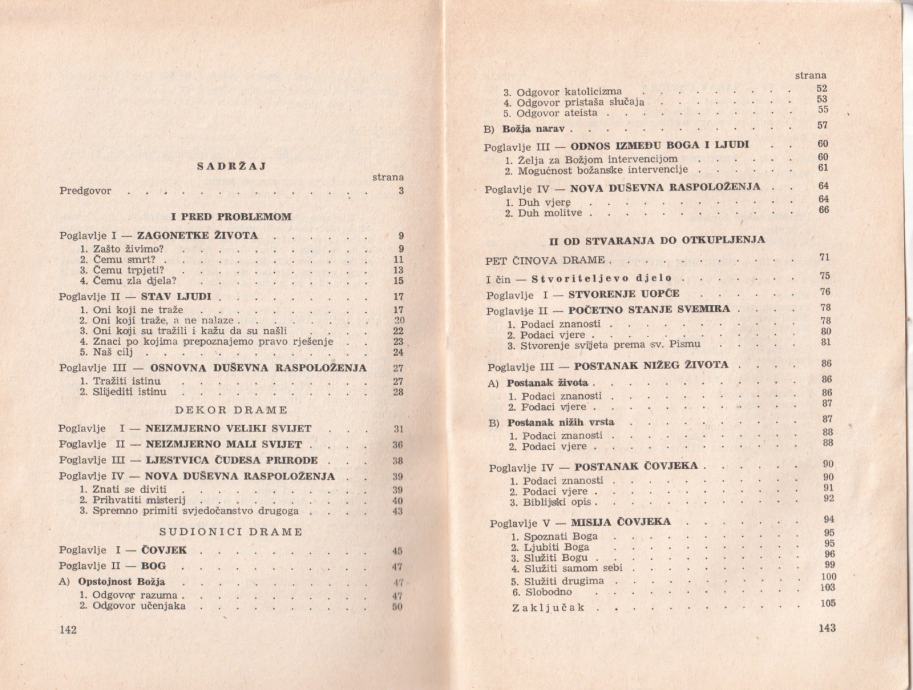 SADRŽAJ
strana
Predgovor . . . . . . . . . . . 3
I PRED PROBLEMOM
Poglavlje I — ZAGONETKE ŽIVOTA . . . . . . 9
1. Zašto živimo? . . . . . . . . . . 9
2. Čemu smrt? . . . . . . . . . . 11
3. Čemu trpjeti? . . . . . . . . . . 13
4. Čemu zla djela? . . . . . . . . . 15
Poglavlje II — STAV LJUDI . . . . . . . . 17
1. Oni koji ne traže . . . . . . . . . 17
2. Oni koji traže, a ne nalaze . . . . . . . 20
3. Oni koji su tražili i kažu da su našli . . . . 22
4. Znaci po kojima prepoznajemo pravo rješenje . . 23
5. Naš cilj . . . . . . . . . . . 24
Poglavlje III — OSNOVNA DUŠEVNA RASPOLOŽENJA 27
1. Tražiti istinu . . . . . . . . . . 27
2. Slijediti istinu . . . . . . . . . . 28
DEKOR DRAME
Poglavlje I — NEIZMJERNO VELIKI SVIJET . . . 31
Poglavlje II — NEIZMJERNO MALI SVIJET . . . . 36
Poglavlje III — LJESTVICA ČUDESA PRIRODE . . . 38
Poglavlje IV — NOVA DUŠEVNA RASPOLOŽENJA . . 39
1. Znati se diviti . . . . . . . . . . 39
2. Prihvatiti misterij . . . . . . . . . 40
3. Spremno primiti svjedočanstvo drugoga . . . . 43
SUDIONICI DRAME
Poglavlje I — ČOVJEK . . . . . . . . . 45
Poglavlje II — BOG . . . . . . . . . . 47
A) Opstojnost Božja . . . . . . . . . . 47
1. Odgovor razuma . . . . . . . . . . 47
2. Odgovor učenjaka . . . . . . . . . 50
142
strana
3. Odgovor katolicizma . . . . . . . . . 52
4. Odgovor pristaša slučaja . . . . . . . . 53
5. Odgovor ateista . . . . . . . . . . 55
B) Božja narav . . . . . . . . . . . 57
Poglavlje III — ODNOS IZMEĐU BOGA I LJUDI . . 60
1. Želja za Božjom intervencijom . . . . . . 60
2. Mogućnost božanske intervencije . . . . . . 61
Poglavlje IV — NOVA DUŠEVNA RASPOLOŽENJA . . 64
1. Duh vjere . . . . . . . . . . . 64
2. Duh molitve . . . . . . . . . . . 66
II OD STVARANJA DO OTKUPLJENJA
PET ČINOVA DRAME . . . . . . . . . . 71
I čin — Stvoriteljevo djelo . . . . . . . 75
Poglavlje I — STVORENJE UOPĆE . . . . . . 76
Poglavlje II — POČETNO STANJE SVEMIRA . . . . 78
1. Podaci znanosti . . . . . . . . . . 78
2. Podaci vjere . . . . . . . . . . . 80
3. Stvorenje svijeta prema sv. Pismu . . . . . . 81
Poglavlje III — POSTANAK NIŽEG ŽIVOTA . . . . 86
A) Postanak života . . . . . . . . . . . 86
1. Podaci znanosti . . . . . . . . . . 86
2. Podaci vjere . . . . . . . . . . . 87
B) Postanak nižih vrsta . . . . . . . . . . 87
1. Podaci znanosti . . . . . . . . . . 88
2. Podaci vjere . . . . . . . . . . . 88
Poglavlje IV — POSTANAK ČOVJEKA . . . . . . 90
1. Podaci znanosti . . . . . . . . . . 90
2. Podaci vjere . . . . . . . . . . . 91
3. Biblijski opis . . . . . . . . . . . 92
Poglavlje V — MISIJA ČOVJEKA . . . . . . . 94
1. Spoznati Boga . . . . . . . . . . 95
2. Ljubiti Boga . . . . . . . . . . . 95
3. Služiti Bogu . . . . . . . . . . . 96
4. Služiti samom sebi . . . . . . . . . 99
5. Služiti drugima . . . . . . . . . . 100
6. Slobodno . . . . . . . . . . . 103
Zaključak . . . . . . . . . . 105
143